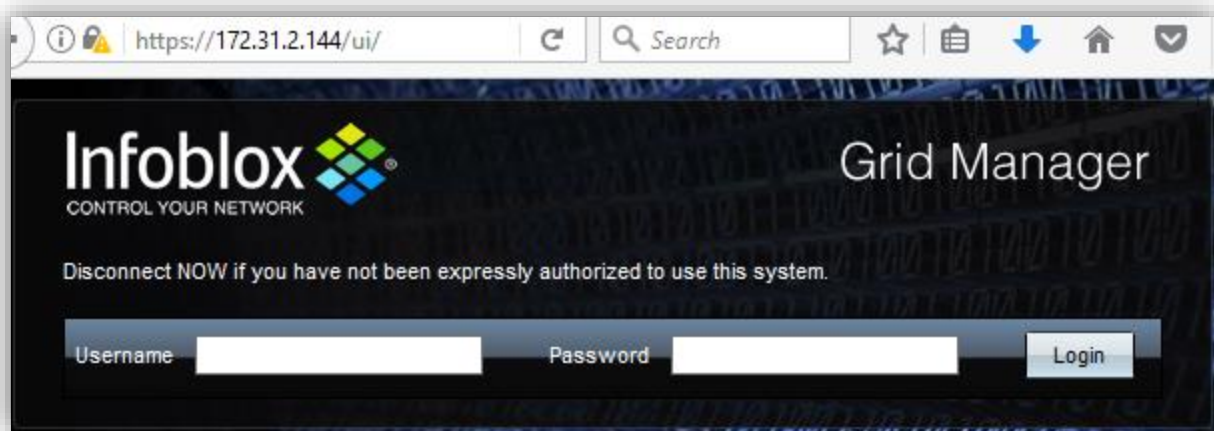 https://172.31.2.144/ui/ Search
Infoblox ®
CONTROL YOUR NETWORK
Grid Manager
Disconnect NOW if you have not been expressly authorized to use this system.
Username Password Login